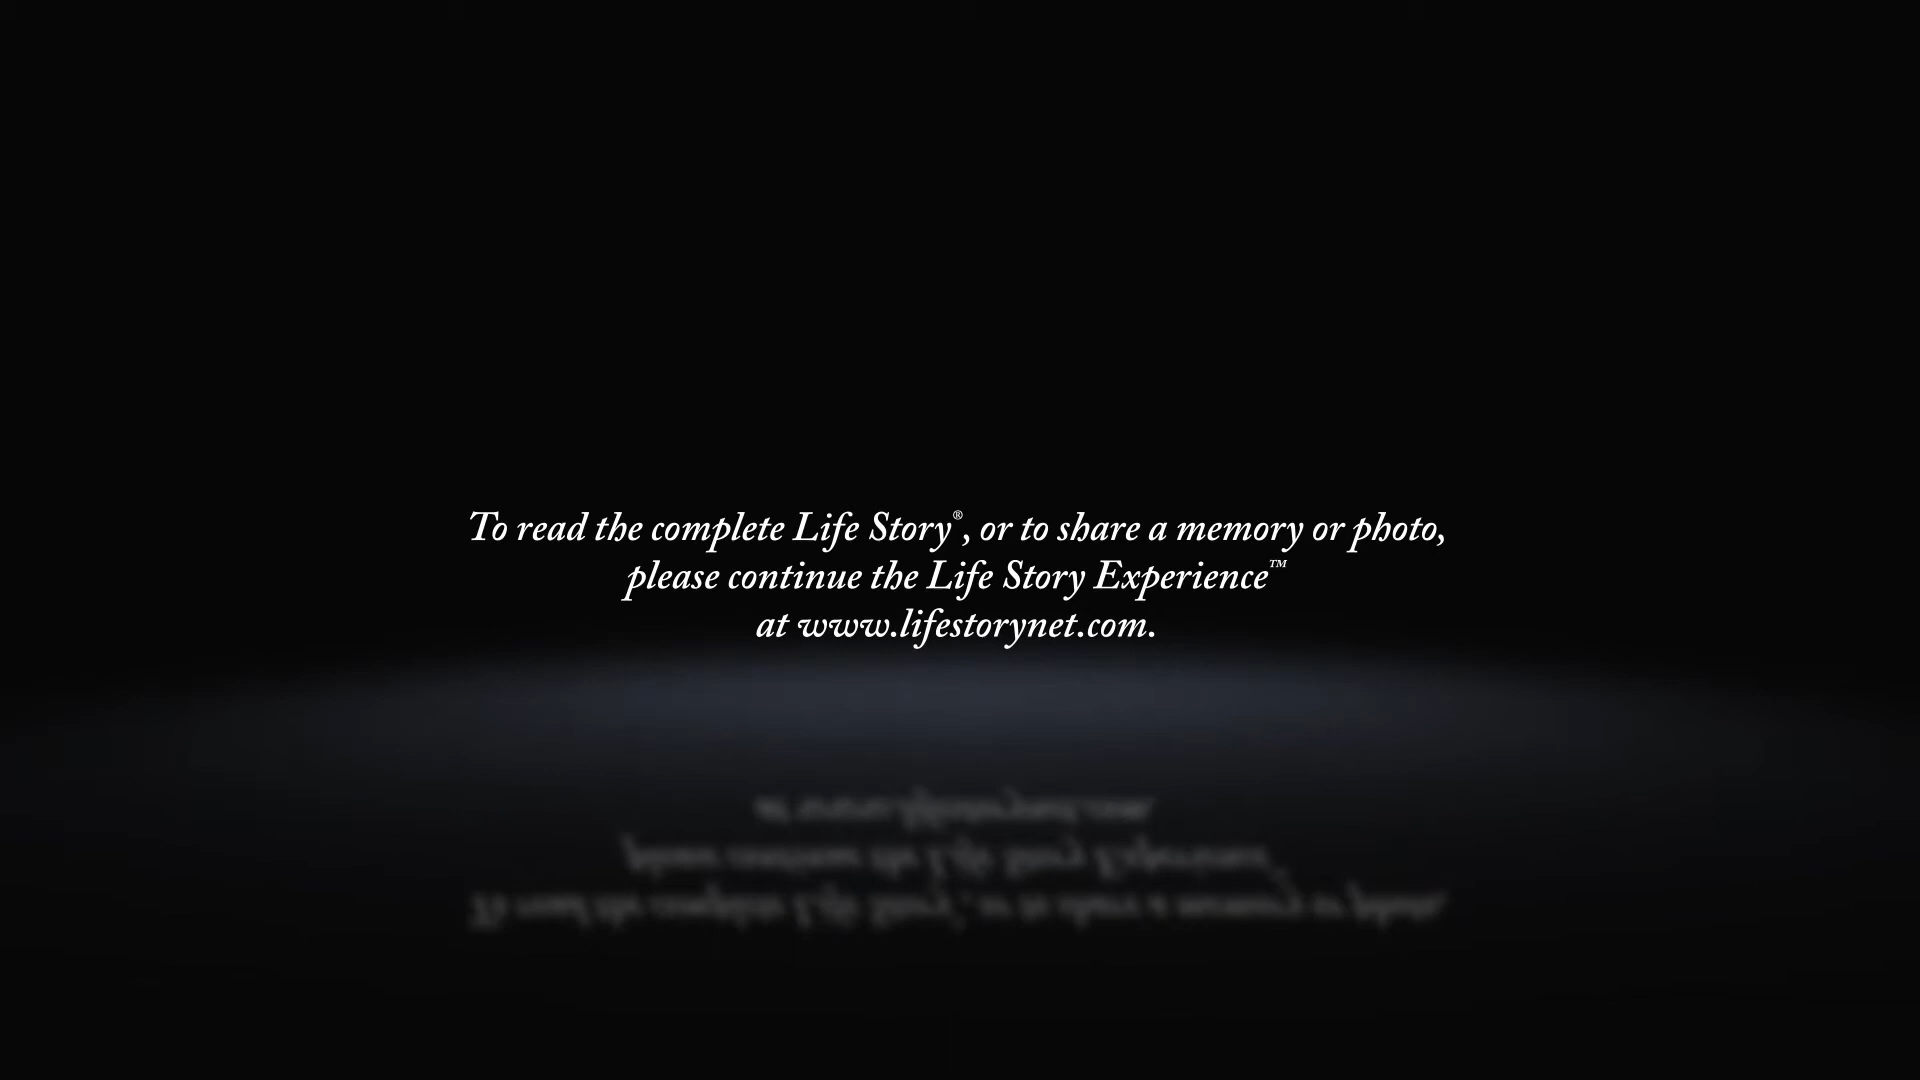 To read the complete Life Story®, or to share a memory or photo,
please continue the Life Story Experience™
at www.lifestorynet.com.